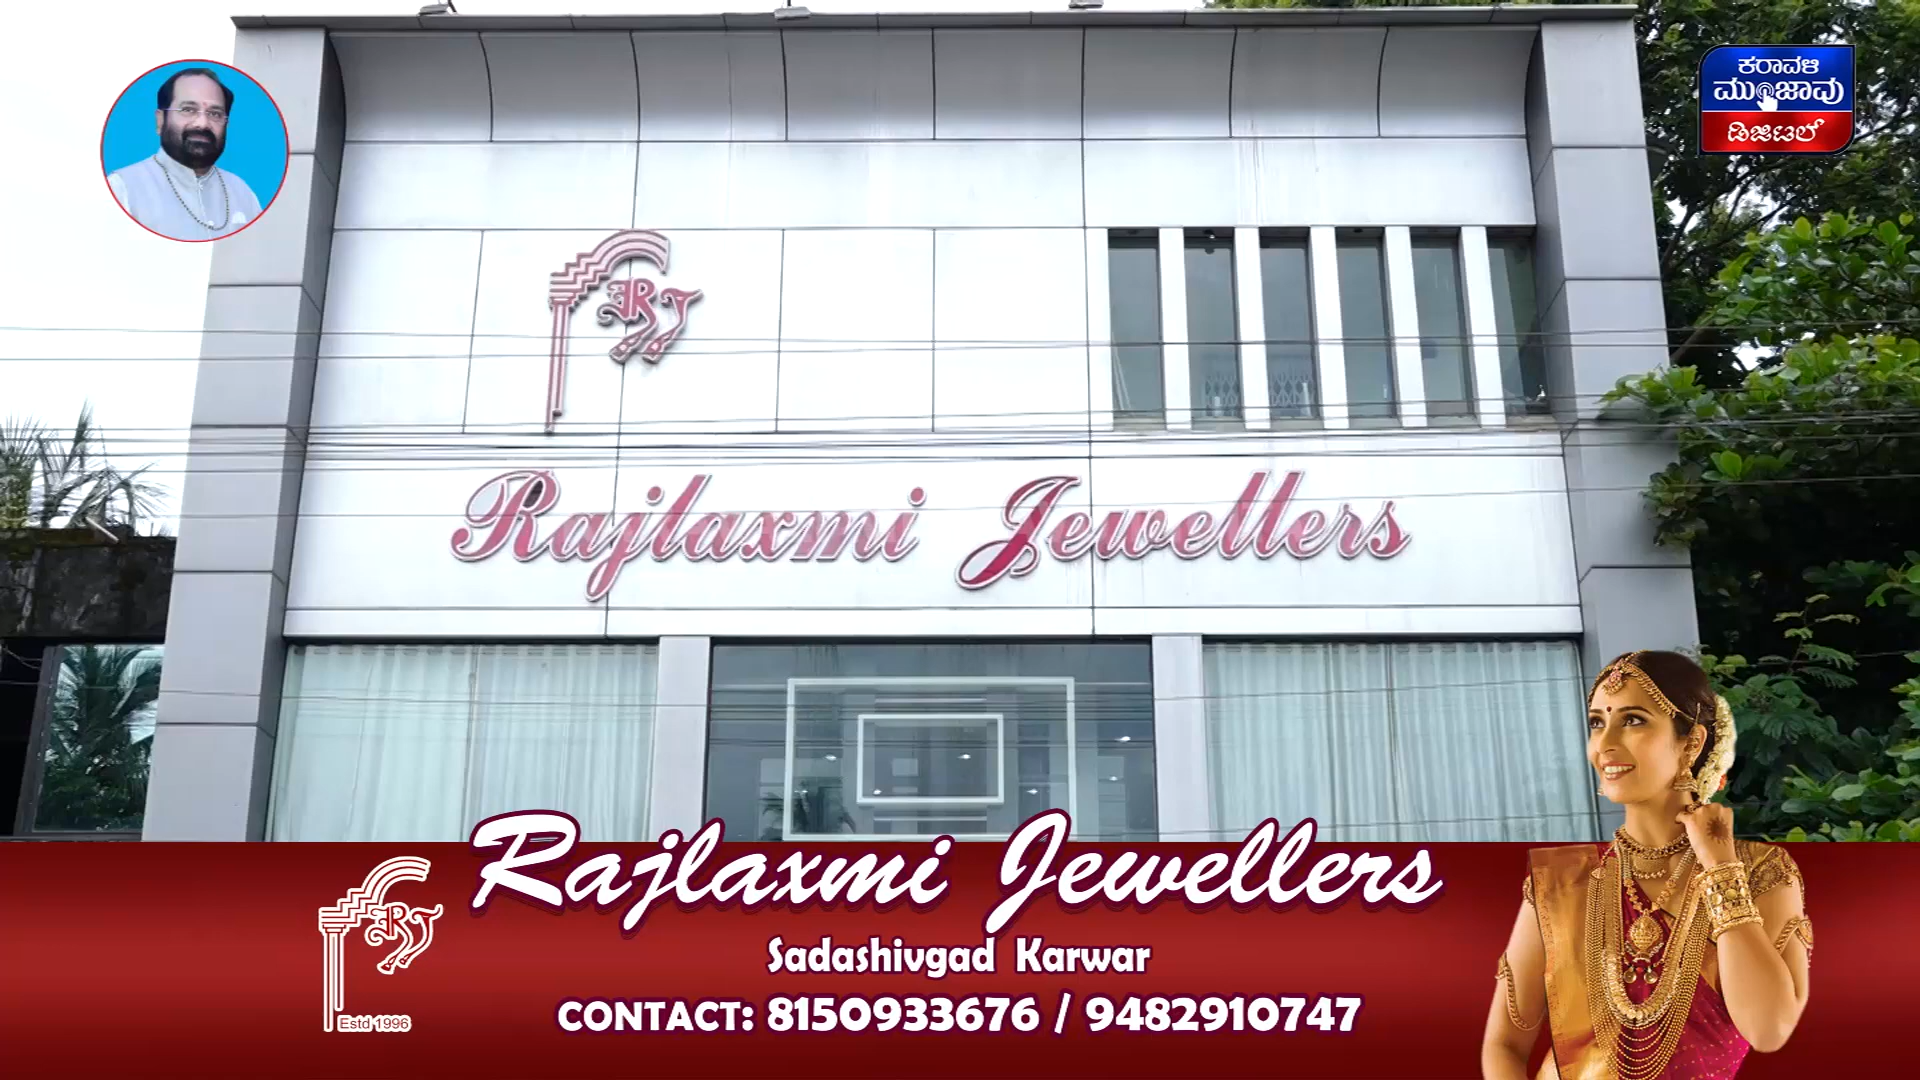 ಕರಾವಳಿ
ಮುಂಜಾವು
ಡಿಜಿಟಲ್
RJ
Rajlaxmi Jewellers
Rajlaxmi Jewellers
RJ
Sadashivgad Karwar
Estd 1996
CONTACT: 8150933676 / 9482910747